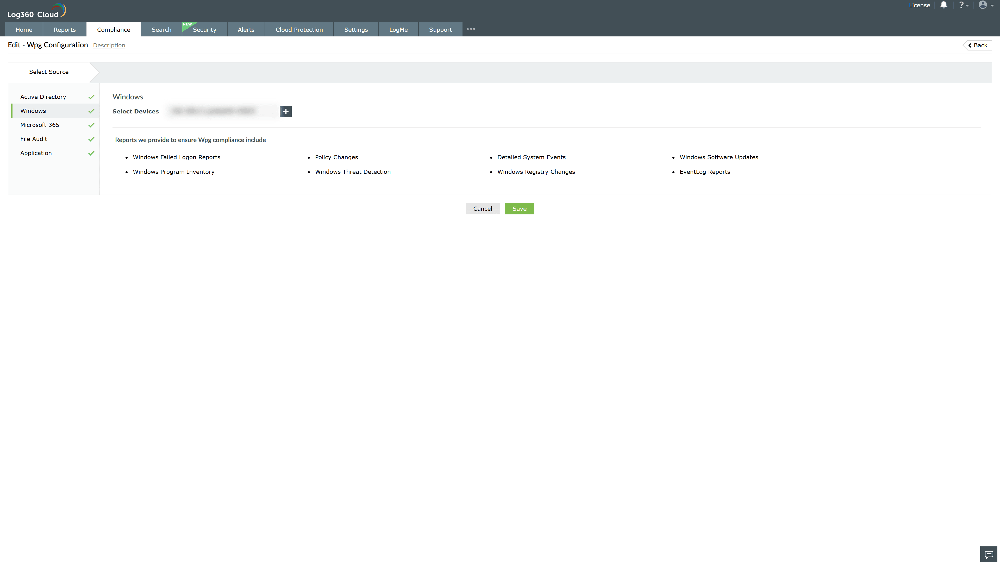 License
?
Log360 Cloud
Home
Reports
Compliance
Search
NEW
Security
Alerts
Cloud Protection
Settings
LogMe
Support
Edit - Wpg Configuration
Description
Back
Select Source
Active Directory
Windows
Microsoft 365
File Audit
Application
Windows
Select Devices
Reports we provide to ensure Wpg compliance include
• Windows Failed Logon Reports
• Policy Changes
• Detailed System Events
• Windows Software Updates
• Windows Program Inventory
• Windows Threat Detection
• Windows Registry Changes
• EventLog Reports
Cancel
Save